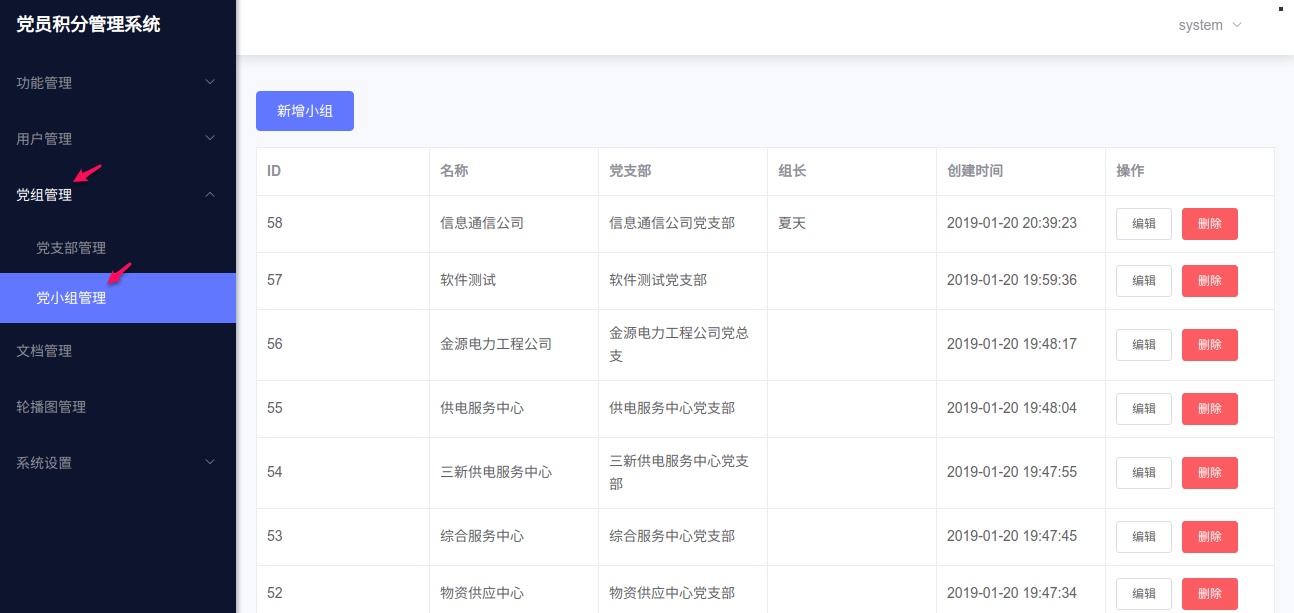 党员积分管理系统
system
功能管理
用户管理
党组管理
党支部管理
党小组管理
文档管理
轮播图管理
系统设置
新增小组
ID 名称 党支部 组长 创建时间 操作
58 信息通信公司 信息通信公司党支部 夏天 2019-01-20 20:39:23 编辑 删除
57 软件测试 软件测试党支部 2019-01-20 19:59:36 编辑 删除
56 金源电力工程公司 金源电力工程公司党总
支 2019-01-20 19:48:17 编辑 删除
55 供电服务中心 供电服务中心党支部 2019-01-20 19:48:04 编辑 删除
54 三新供电服务中心 三新供电服务中心党支
部 2019-01-20 19:47:55 编辑 删除
53 综合服务中心 综合服务中心党支部 2019-01-20 19:47:45 编辑 删除
52 物资供应中心 物资供应中心党支部 2019-01-20 19:47:34 编辑 删除